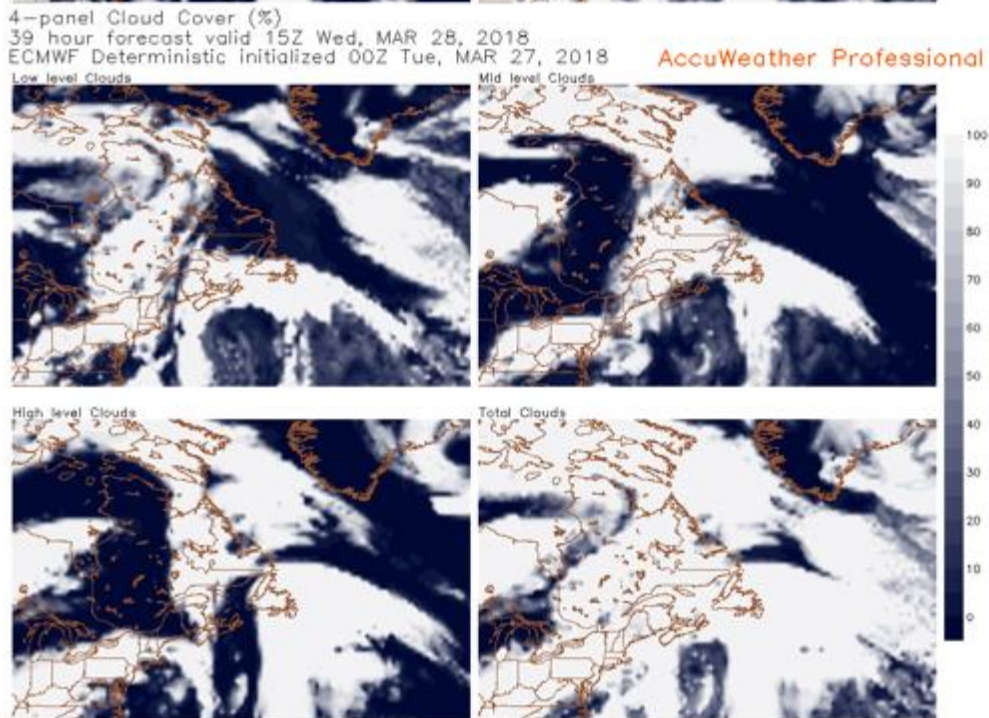 4-panel Cloud Cover (%)
39 hour forecast valid 15Z Wed, MAR 28, 2018
ECMWF Deterministic initialized 00Z Tue, MAR 27, 2018
AccuWeather Professional
Low level Clouds
Mid level Clouds
100
90
80
70
60
50
40
30
20
10
0
High level Clouds
Total Clouds